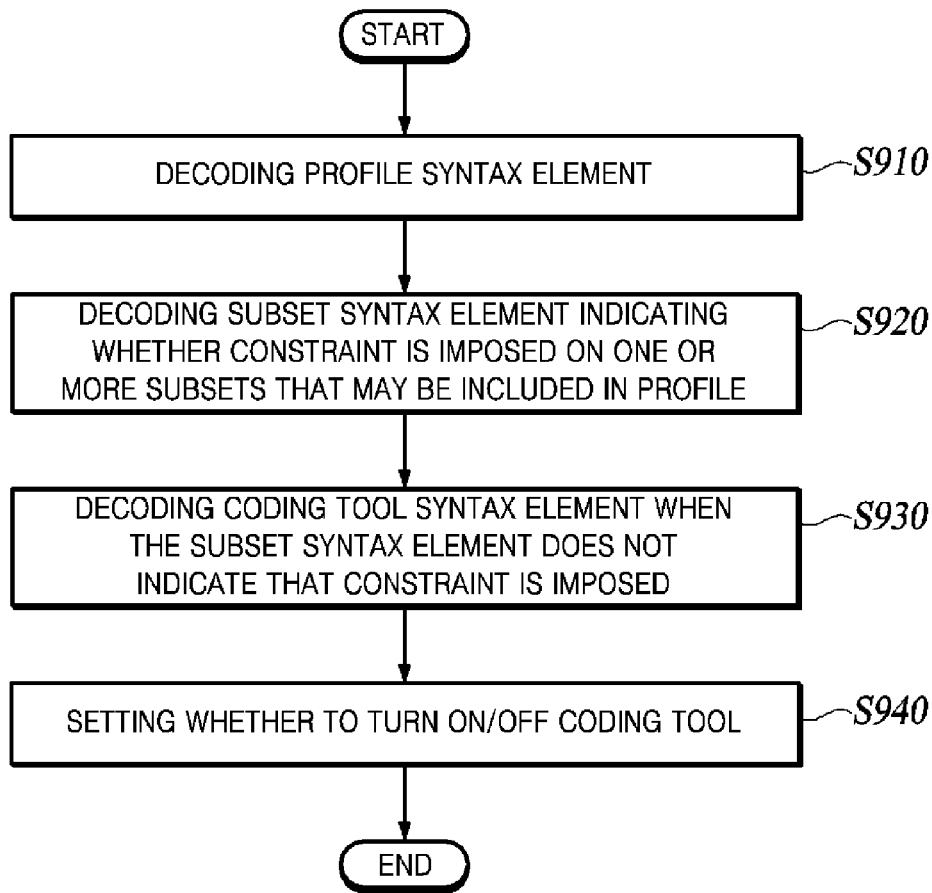 START
DECODING PROFILE SYNTAX ELEMENT
S910
DECODING SUBSET SYNTAX ELEMENT INDICATING
WHETHER CONSTRAINT IS IMPOSED ON ONE OR
MORE SUBSETS THAT MAY BE INCLUDED IN PROFILE
S920
DECODING CODING TOOL SYNTAX ELEMENT WHEN
THE SUBSET SYNTAX ELEMENT DOES NOT
INDICATE THAT CONSTRAINT IS IMPOSED
S930
SETTING WHETHER TO TURN ON/OFF CODING TOOL
S940
END